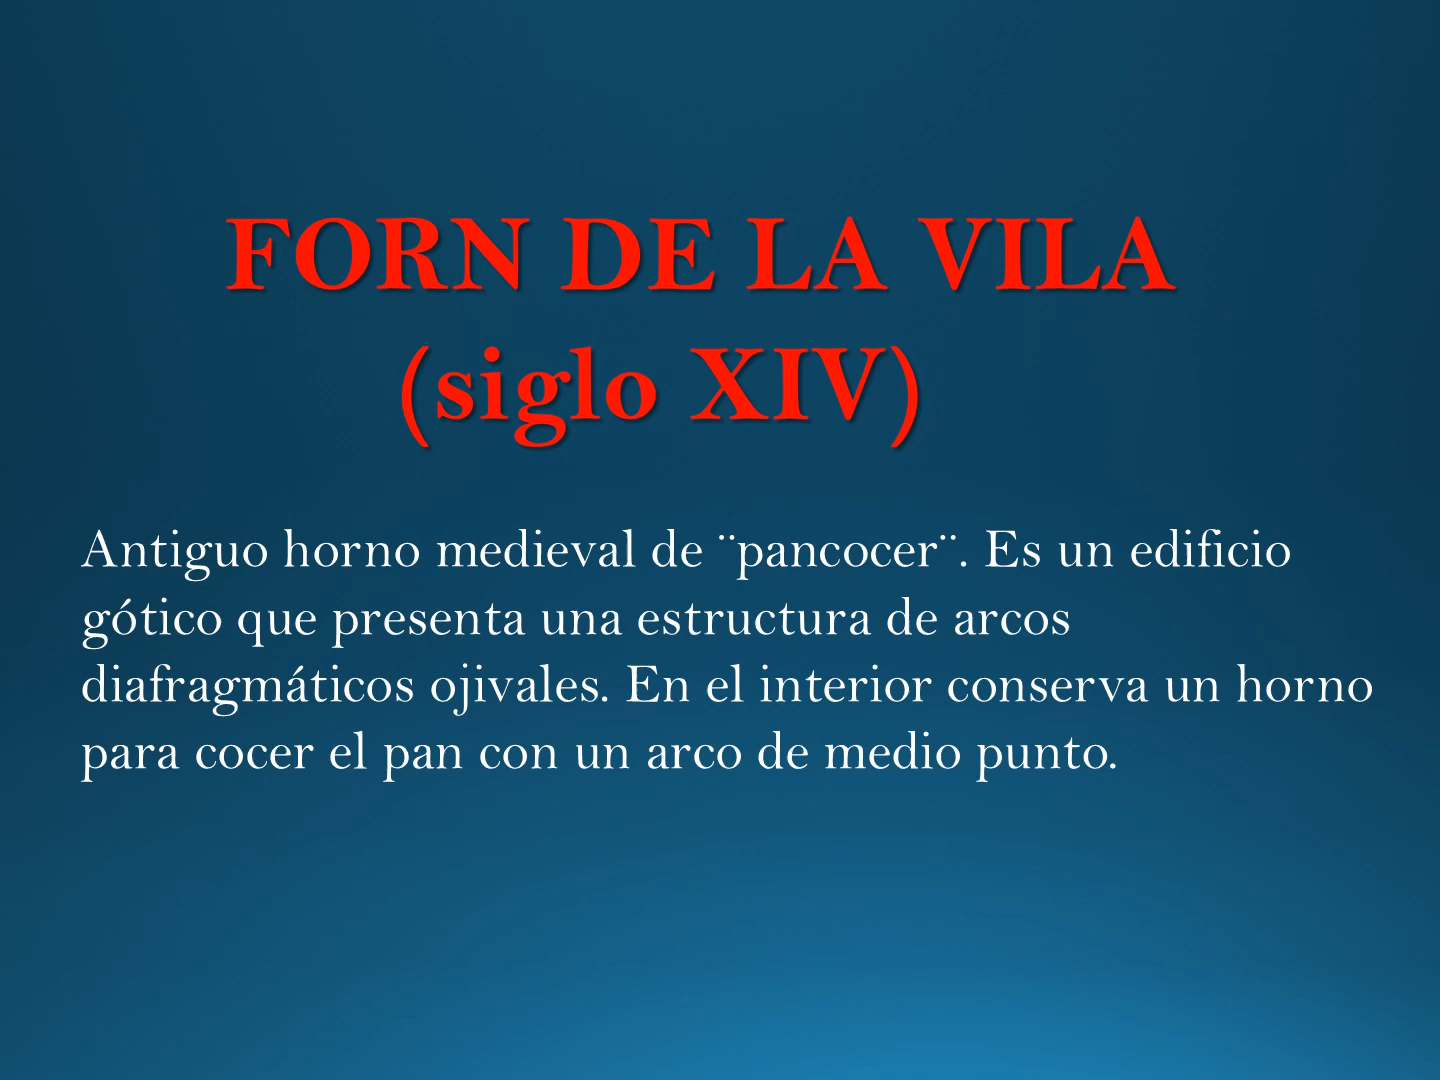 FORN DE LA VILA
(siglo XIV)
Antiguo horno medieval de ¨pancocer¨. Es un edificio
gótico que presenta una estructura de arcos
diafragmáticos ojivales. En el interior conserva un horno
para cocer el pan con un arco de medio punto.